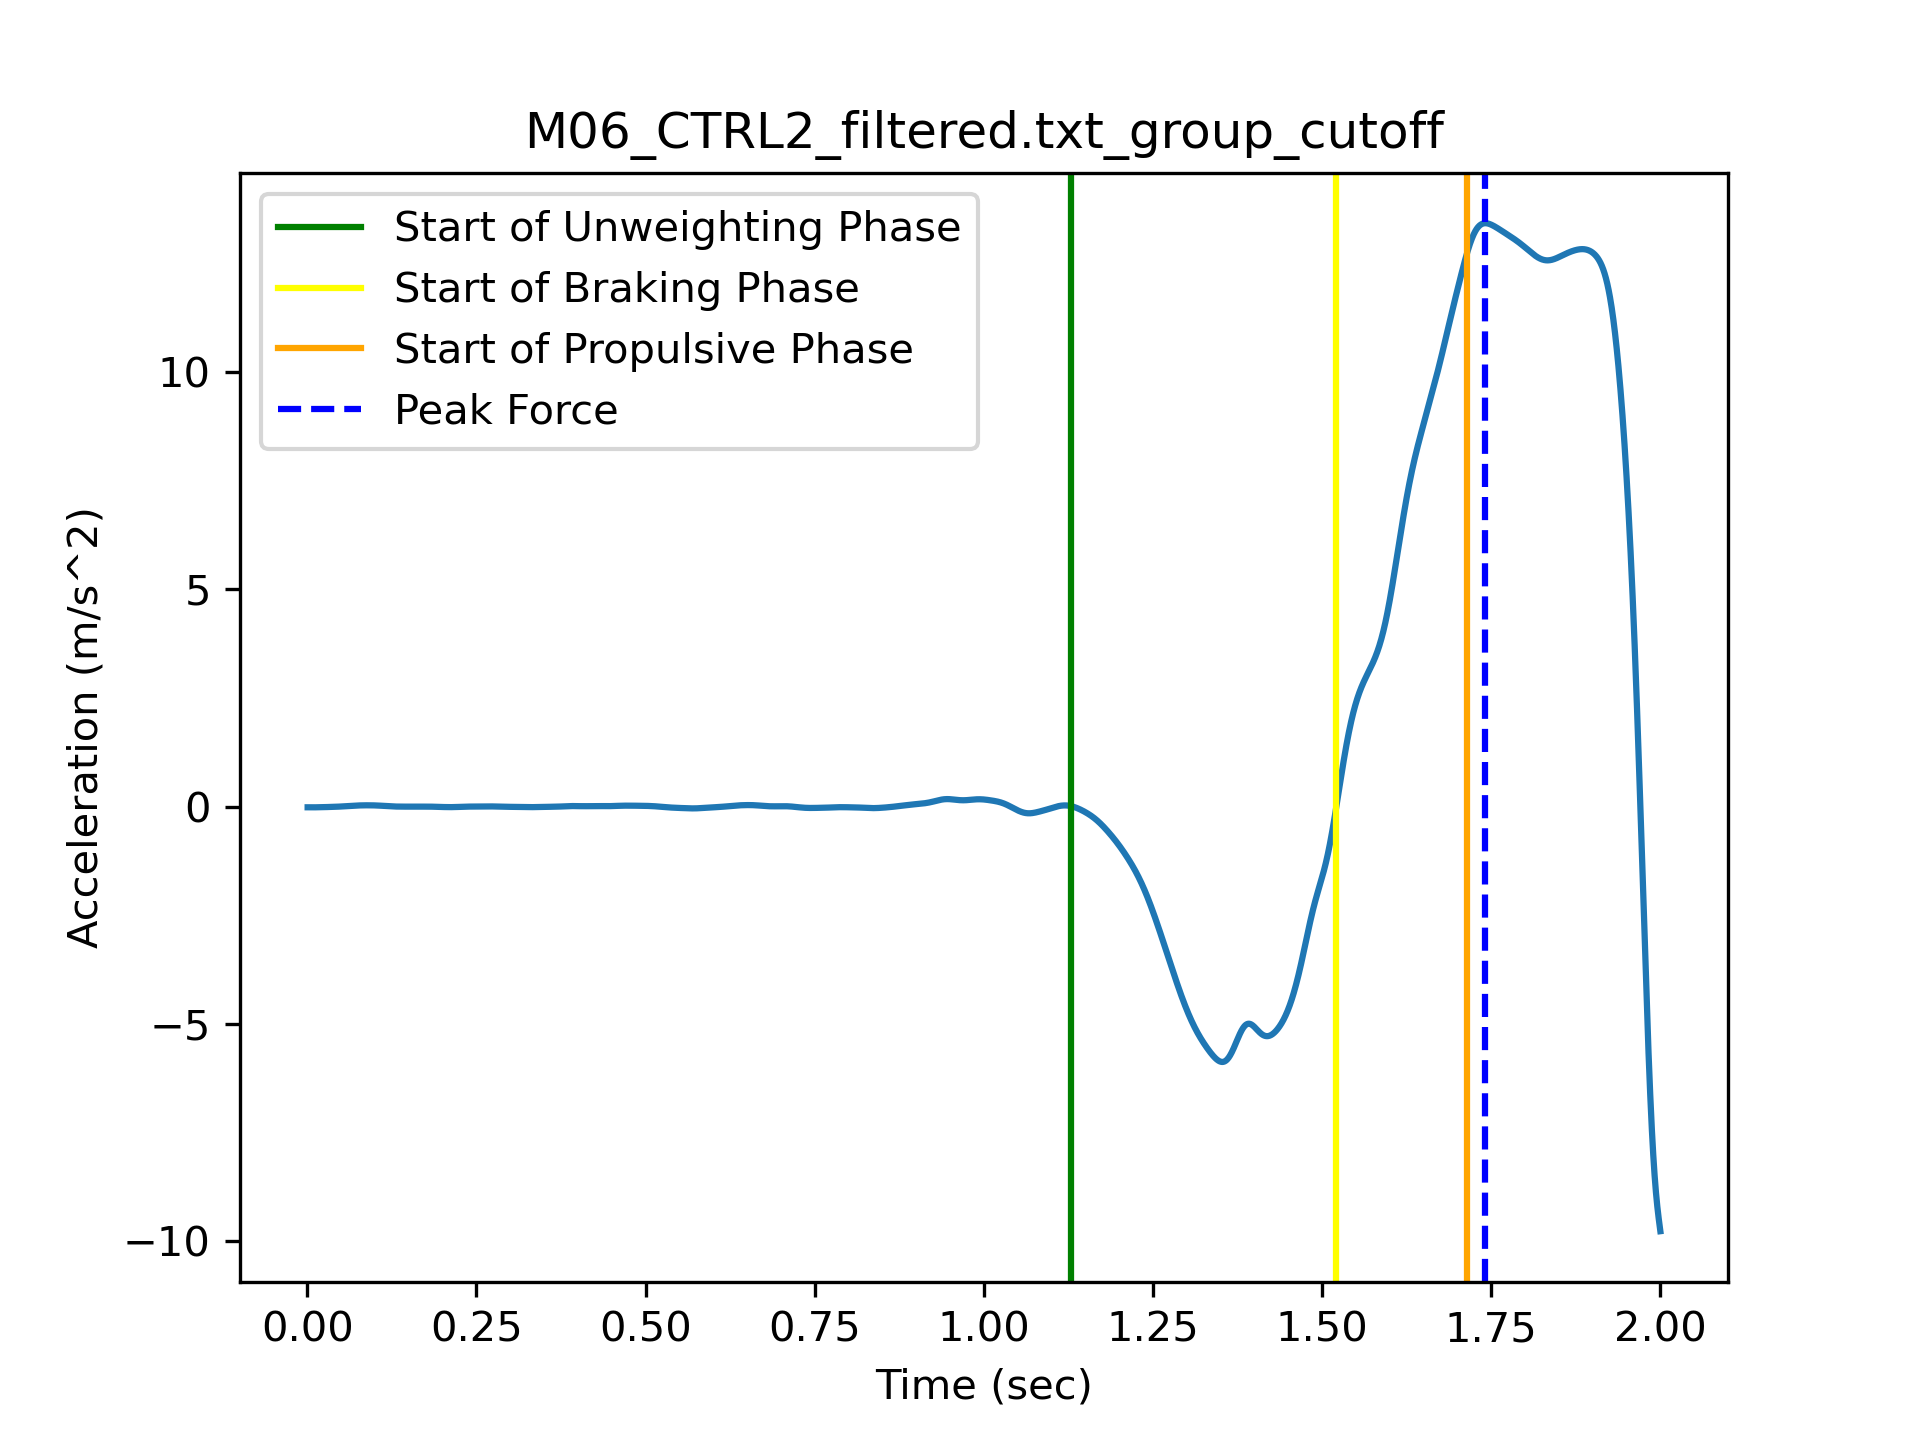 M06_CTRL2_filtered.txt_group_cutoff
Start of Unweighting Phase
Start of Braking Phase
Start of Propulsive Phase
Peak Force
10
5
0
−5
−10
Acceleration (m/s^2)
0.00 0.25 0.50 0.75 1.00 1.25 1.50 1.75 2.00
Time (sec)